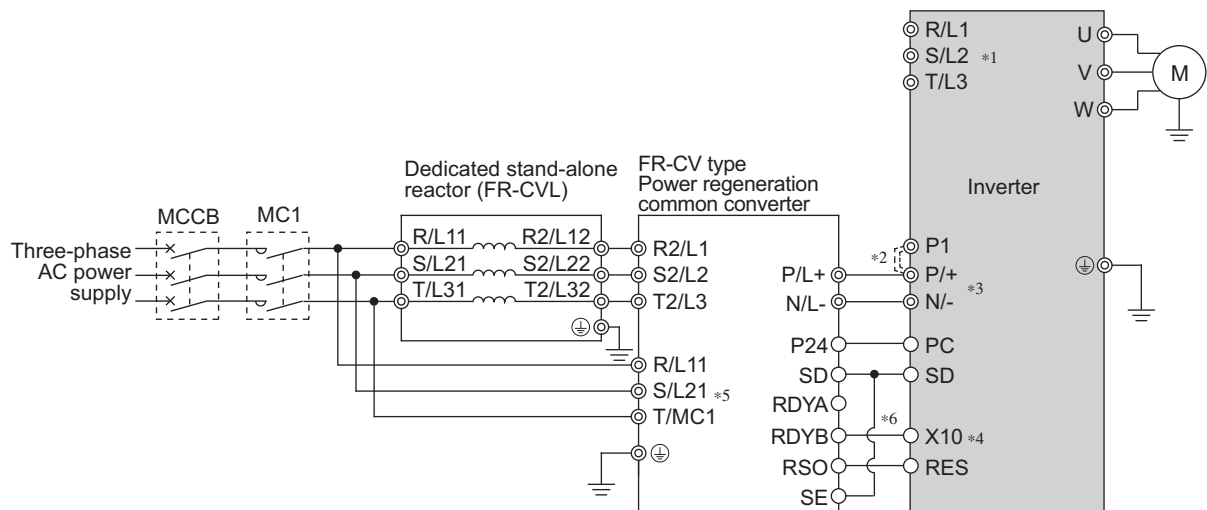 R/L1
S/L2 *1
T/L3
U
V
W
M
Inverter
Dedicated stand-alone
reactor (FR-CVL)
FR-CV type
Power regeneration
common converter
MCCB
MC1
Three-phase
AC power
supply
R/L11
R2/L12
S/L21
S2/L22
T/L31
T2/L32
R2/L1
S2/L2
T2/L3
R/L11
S/L21 *5
T/MC1
P/L+
N/L-
P24
SD
RDYA
RDYB
RSO
SE
*6
*2
P1
P/+
*3
N/-
PC
SD
X10 *4
RES